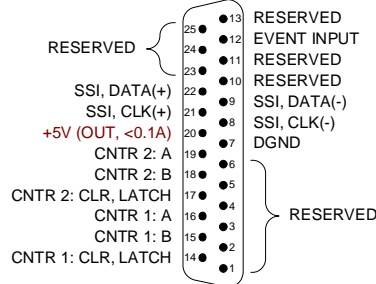 RESERVED
SSI, DATA(+)
SSI, CLK(+)
+5V (OUT, <0.1A)
CNTR 2: A
CNTR 2: B
CNTR 2: CLR, LATCH
CNTR 1: A
CNTR 1: B
CNTR 1: CLR, LATCH
25
24
23
22
21
20
19
18
17
16
15
14
13
12
11
10
9
8
7
6
5
4
3
2
1
RESERVED
EVENT INPUT
RESERVED
RESERVED
SSI, DATA(-)
SSI, CLK(-)
DGND
RESERVED